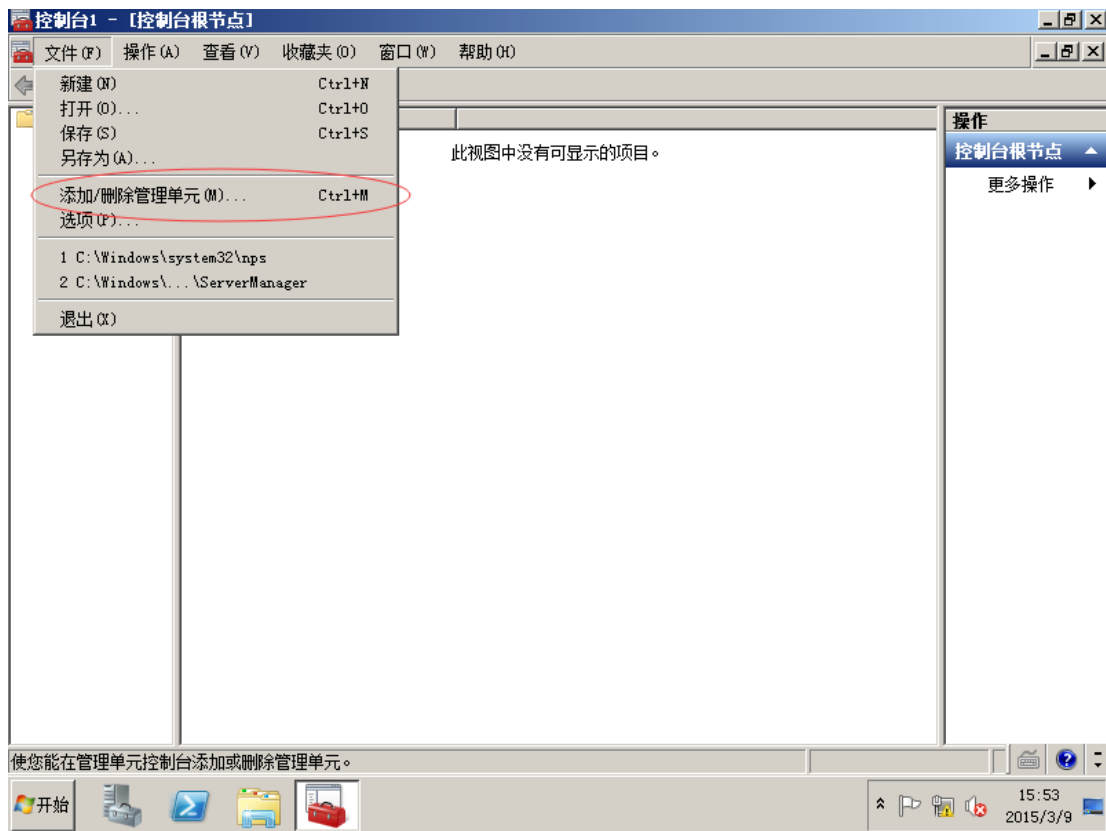 控制台1 - [控制台根节点]
文件(F) 操作(A) 查看(V) 收藏夹(O) 窗口(W) 帮助(H)
新建(N) Ctrl+N
打开(O)... Ctrl+O
保存(S) Ctrl+S
另存为(A)...
添加/删除管理单元(M)... Ctrl+M
选项(P)...
1 C:\Windows\system32\nps
2 C:\Windows\...\ServerManager
退出(X)
此视图中没有可显示的项目。
操作
控制台根节点
更多操作
使您能在管理单元控制台添加或删除管理单元。
开始
15:53
2015/3/9